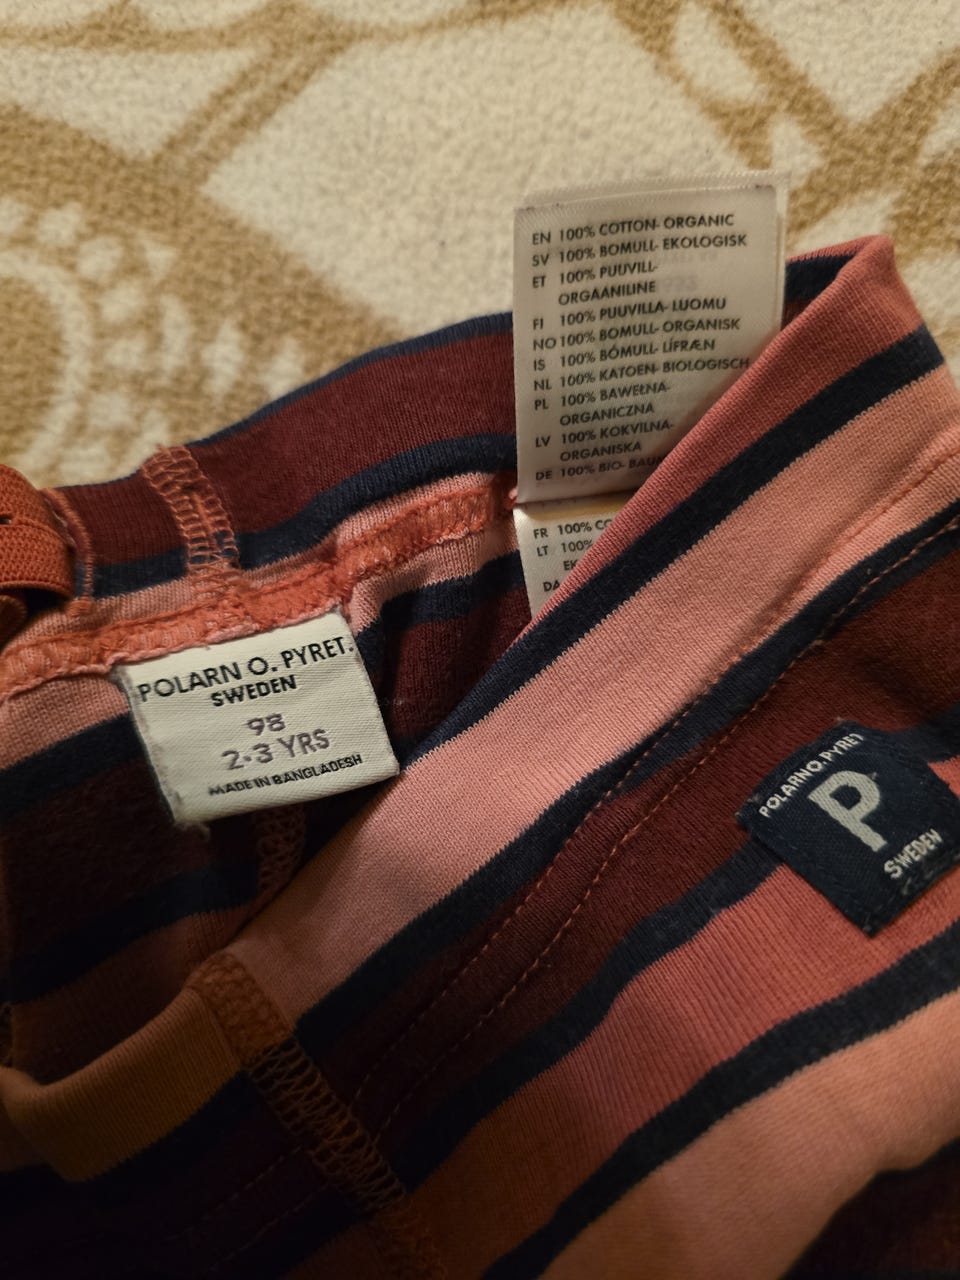 EN 100% COTTON- ORGANIC
SV 100% BOMULL- EKOLOGISK
ET 100% PUUVILL-
ORGAANILINE
FI 100% PUUVILLA- LUOMU
NO 100% BOMULL- ORGANISK
IS 100% BÓMULL- LÍFRÆN
NL 100% KATOEN- BIOLOGISCH
PL 100% BAWEŁNA-
ORGANICZNA
LV 100% KOKVILNA-
ORGANISKA
DE 100% BIO-
FR 100%
LT 100%
DA
POLARN O. PYRET.
SWEDEN
98
2-3 YRS
MADE IN BANGLADESH
POLARN O. PYRET
P
SWEDEN